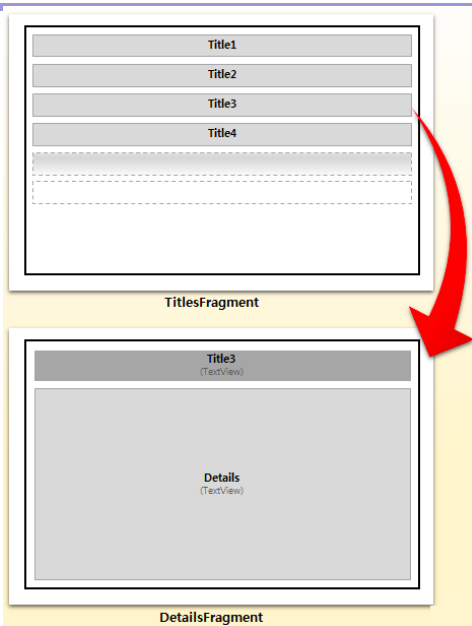 Title1
Title2
Title3
Title4
TitlesFragment
Title3
(TextView)
Details
(TextView)
DetailsFragment